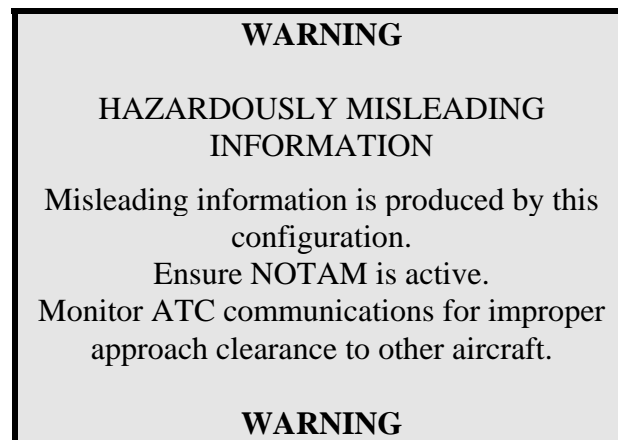 WARNING
HAZARDOUSLY MISLEADING
INFORMATION
Misleading information is produced by this
configuration.
Ensure NOTAM is active.
Monitor ATC communications for improper
approach clearance to other aircraft.
WARNING